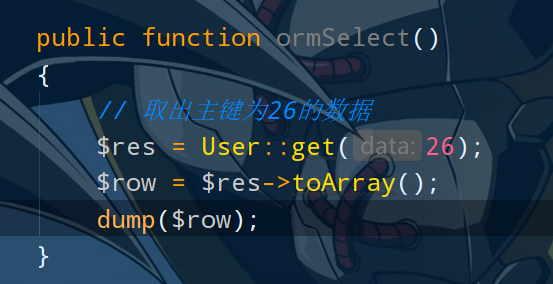 public function ormSelect()
{
// 取出主键为26的数据
$res = User::get( data: 26);
$row = $res->toArray();
dump($row);
}